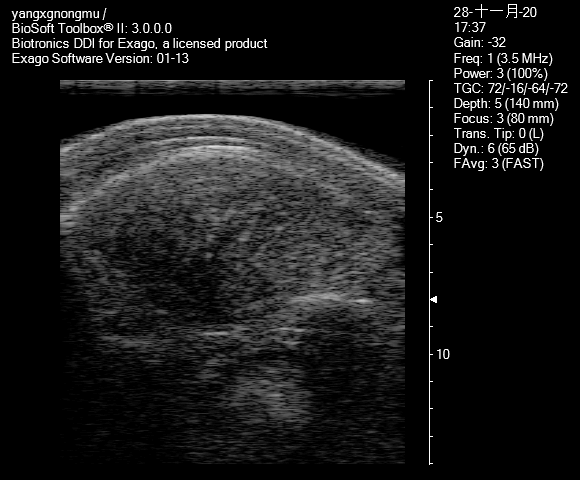 yangxgnongmu /
BioSoft Toolbox® II: 3.0.0.0
Biotronics DDI for Exago, a licensed product
Exago Software Version: 01-13
28-十一月-20
17:37
Gain: -32
Freq: 1 (3.5 MHz)
Power: 3 (100%)
TGC: 72/-16/-64/-72
Depth: 5 (140 mm)
Focus: 3 (80 mm)
Trans. Tip: 0 (L)
Dyn.: 6 (65 dB)
FAvg: 3 (FAST)
5
10